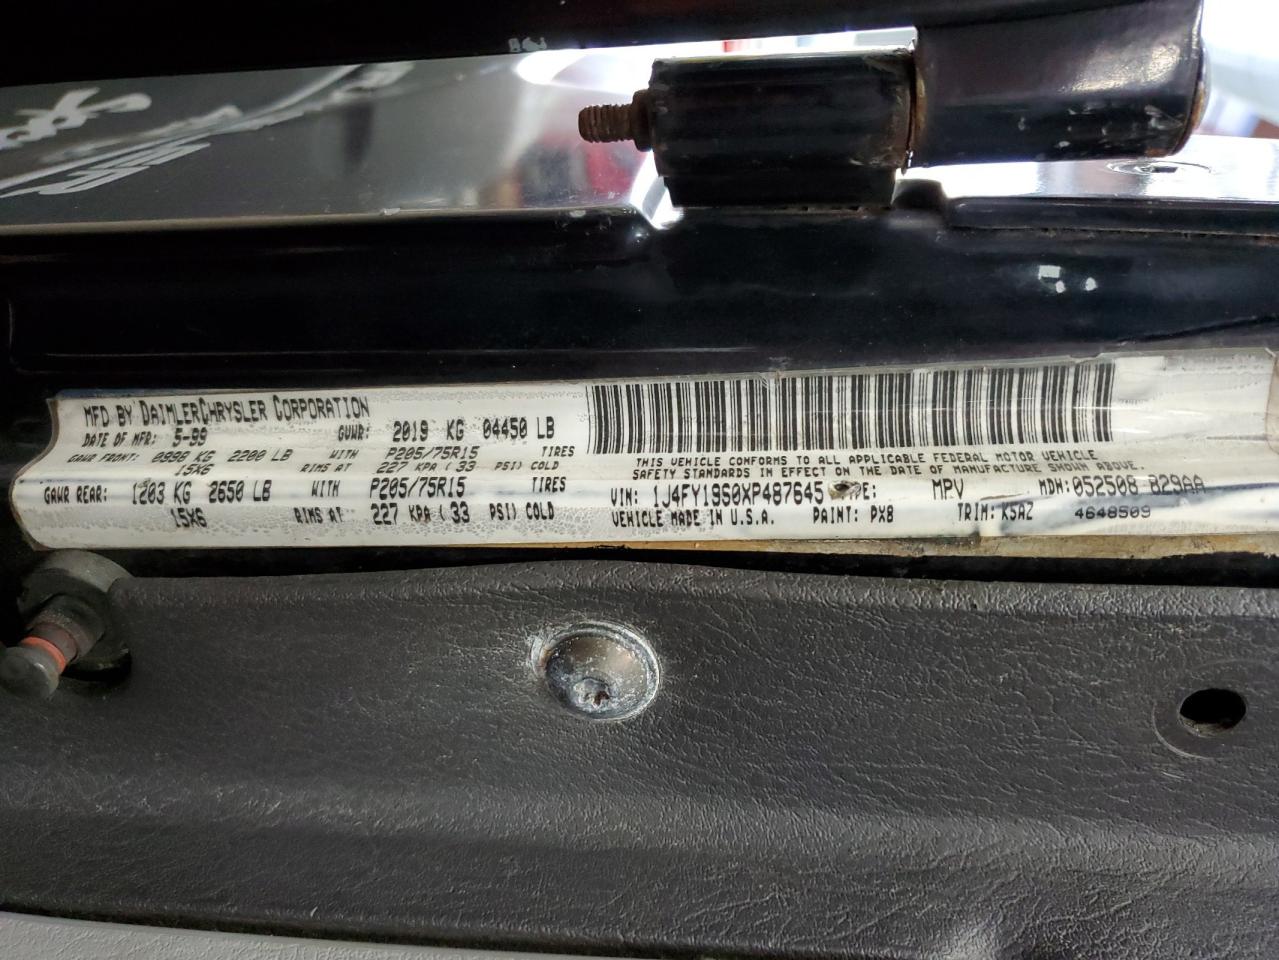 MFD BY DAIMLERCHRYSLER CORPORATION
DATE OF MFR: 5-99 GVWR: 2019 KG 04450 LB
GAWR FRONT: 0998 KG 2200 LB WITH P205/75R15 TIRES
15X6 RIMS AT 227 KPA ( 33 PSI) COLD
GAWR REAR: 1203 KG 2650 LB WITH P205/75R15 TIRES
15X6 RIMS AT 227 KPA ( 33 PSI) COLD
THIS VEHICLE CONFORMS TO ALL APPLICABLE FEDERAL MOTOR VEHICLE
SAFETY STANDARDS IN EFFECT ON THE DATE OF MANUFACTURE SHOWN ABOVE.
VIN: 1J4FY19S0XP487645 E: MPV MDH: 052508 B29AA
VEHICLE MADE IN U.S.A. PAINT: PX8 TRIM: K5AZ 4648509